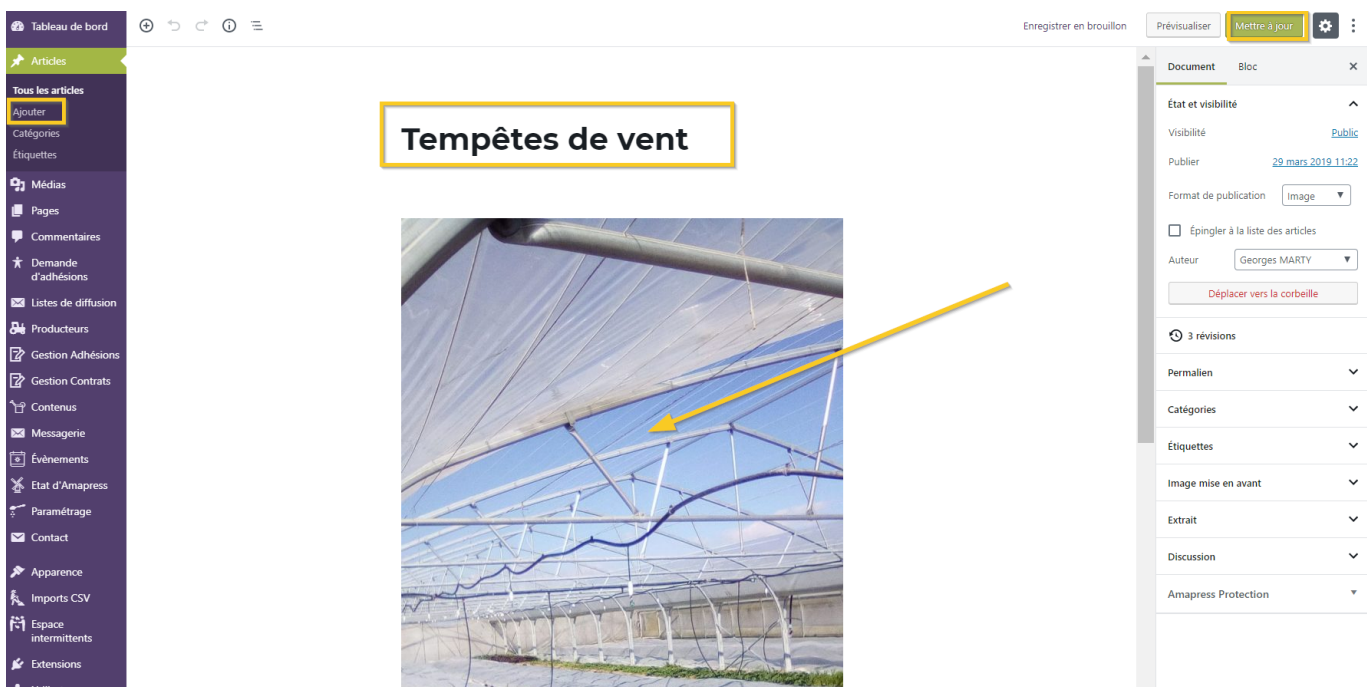 Tableau de bord
Enregistrer en brouillon
Prévisualiser
Mettre à jour
Articles
Tous les articles
Ajouter
Catégories
Étiquettes
Médias
Pages
Commentaires
Demande
d'adhésions
Listes de diffusion
Producteurs
Gestion Adhésions
Gestion Contrats
Contenus
Messagerie
Évènements
Etat d'Amapress
Paramétrage
Contact
Apparence
Imports CSV
Espace
intermittents
Extensions
Tempêtes de vent
Document Bloc
État et visibilité
Visibilité Public
Publier 29 mars 2019 11:22
Format de publication Image
Épingler à la liste des articles
Auteur Georges MARTY
Déplacer vers la corbeille
3 révisions
Permalien
Catégories
Étiquettes
Image mise en avant
Extrait
Discussion
Amapress Protection